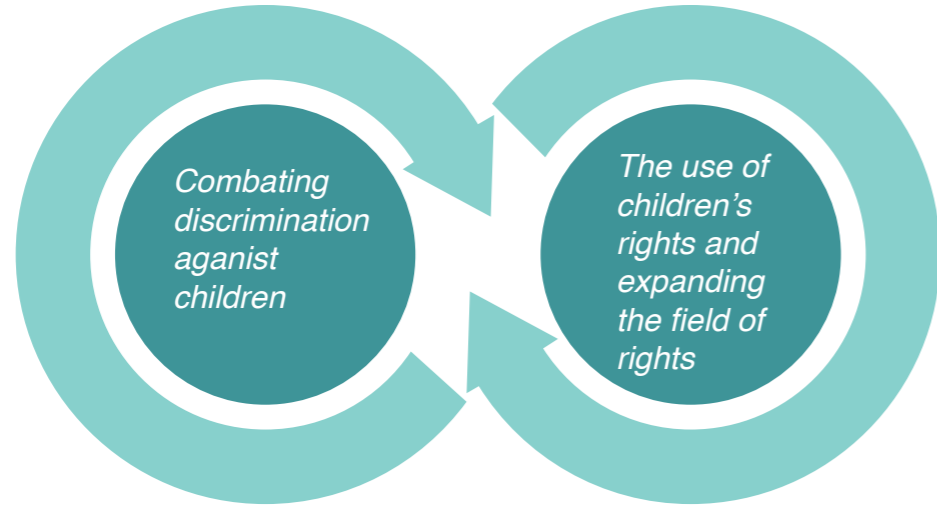 Combating
discrimination
aganist
children
The use of
children’s
rights and
expanding
the field of
rights